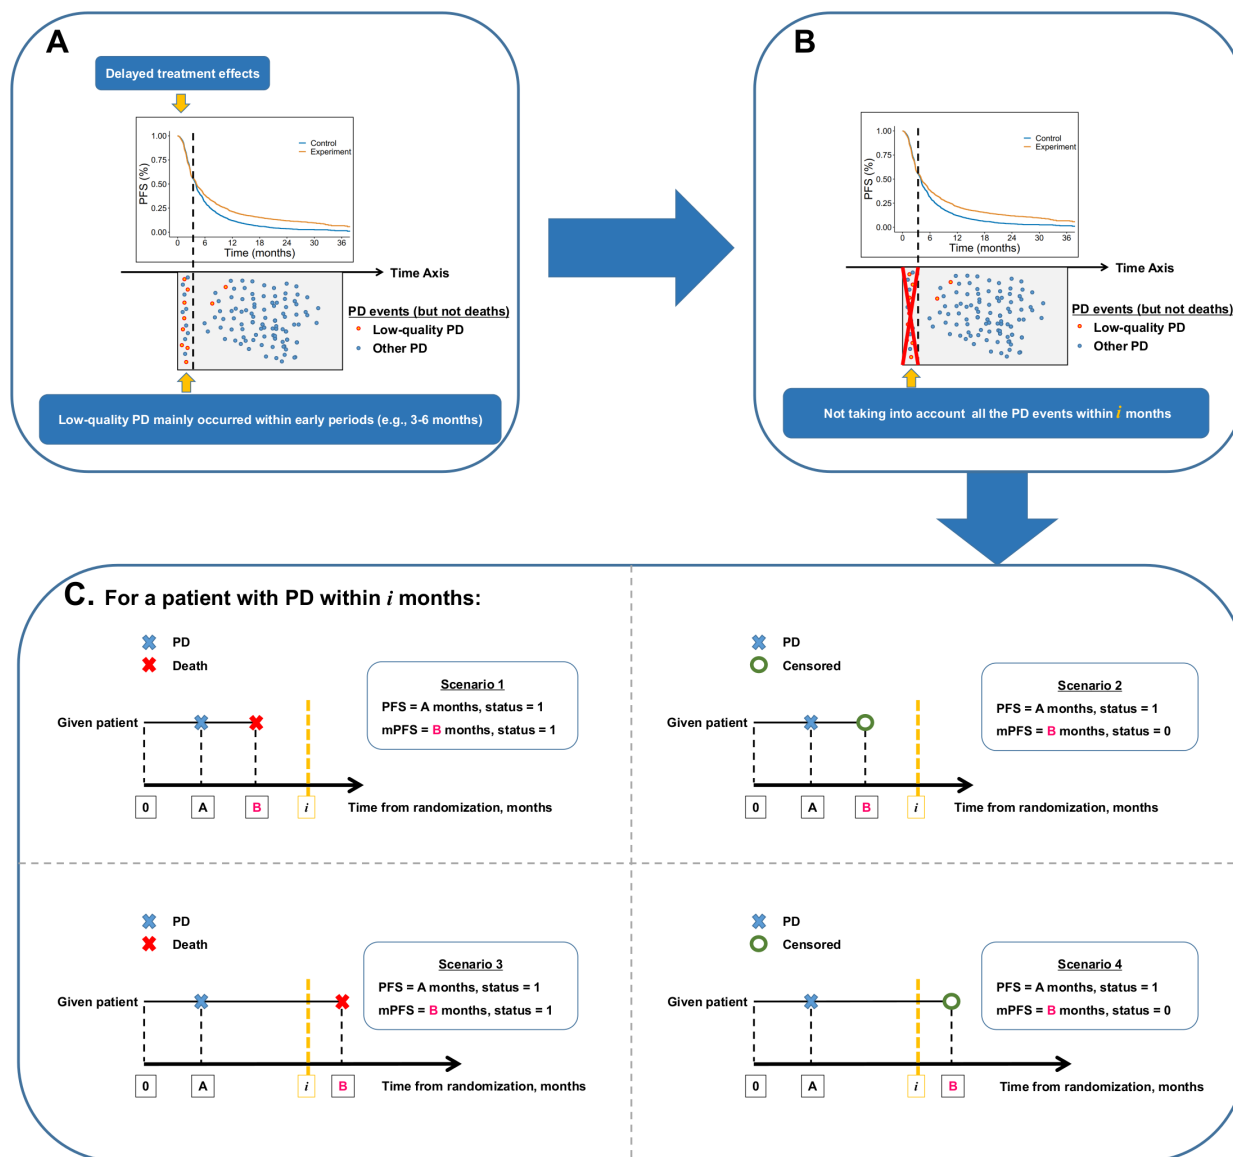 A
Delayed treatment effects
1.00
0.75
0.50
0.25
0.00
PFS (%)
Control
Experiment
0 6 12 18 24 30 36
Time (months)
Time Axis
PD events (but not deaths)
Low-quality PD
Other PD
Low-quality PD mainly occurred within early periods (e.g., 3-6 months)
B
1.00
0.75
0.50
0.25
0.00
PFS (%)
Control
Experiment
0 6 12 18 24 30 36
Time (months)
Time Axis
PD events (but not deaths)
Low-quality PD
Other PD
Not taking into account all the PD events within i months
C. For a patient with PD within i months:
PD
Death
Scenario 1
PFS = A months, status = 1
mPFS = B months, status = 1
Given patient
0 A B i
Time from randomization, months
PD
Censored
Scenario 2
PFS = A months, status = 1
mPFS = B months, status = 0
Given patient
0 A B i
Time from randomization, months
PD
Death
Scenario 3
PFS = A months, status = 1
mPFS = B months, status = 1
Given patient
0 A i B
Time from randomization, months
PD
Censored
Scenario 4
PFS = A months, status = 1
mPFS = B months, status = 0
Given patient
0 A i B
Time from randomization, months